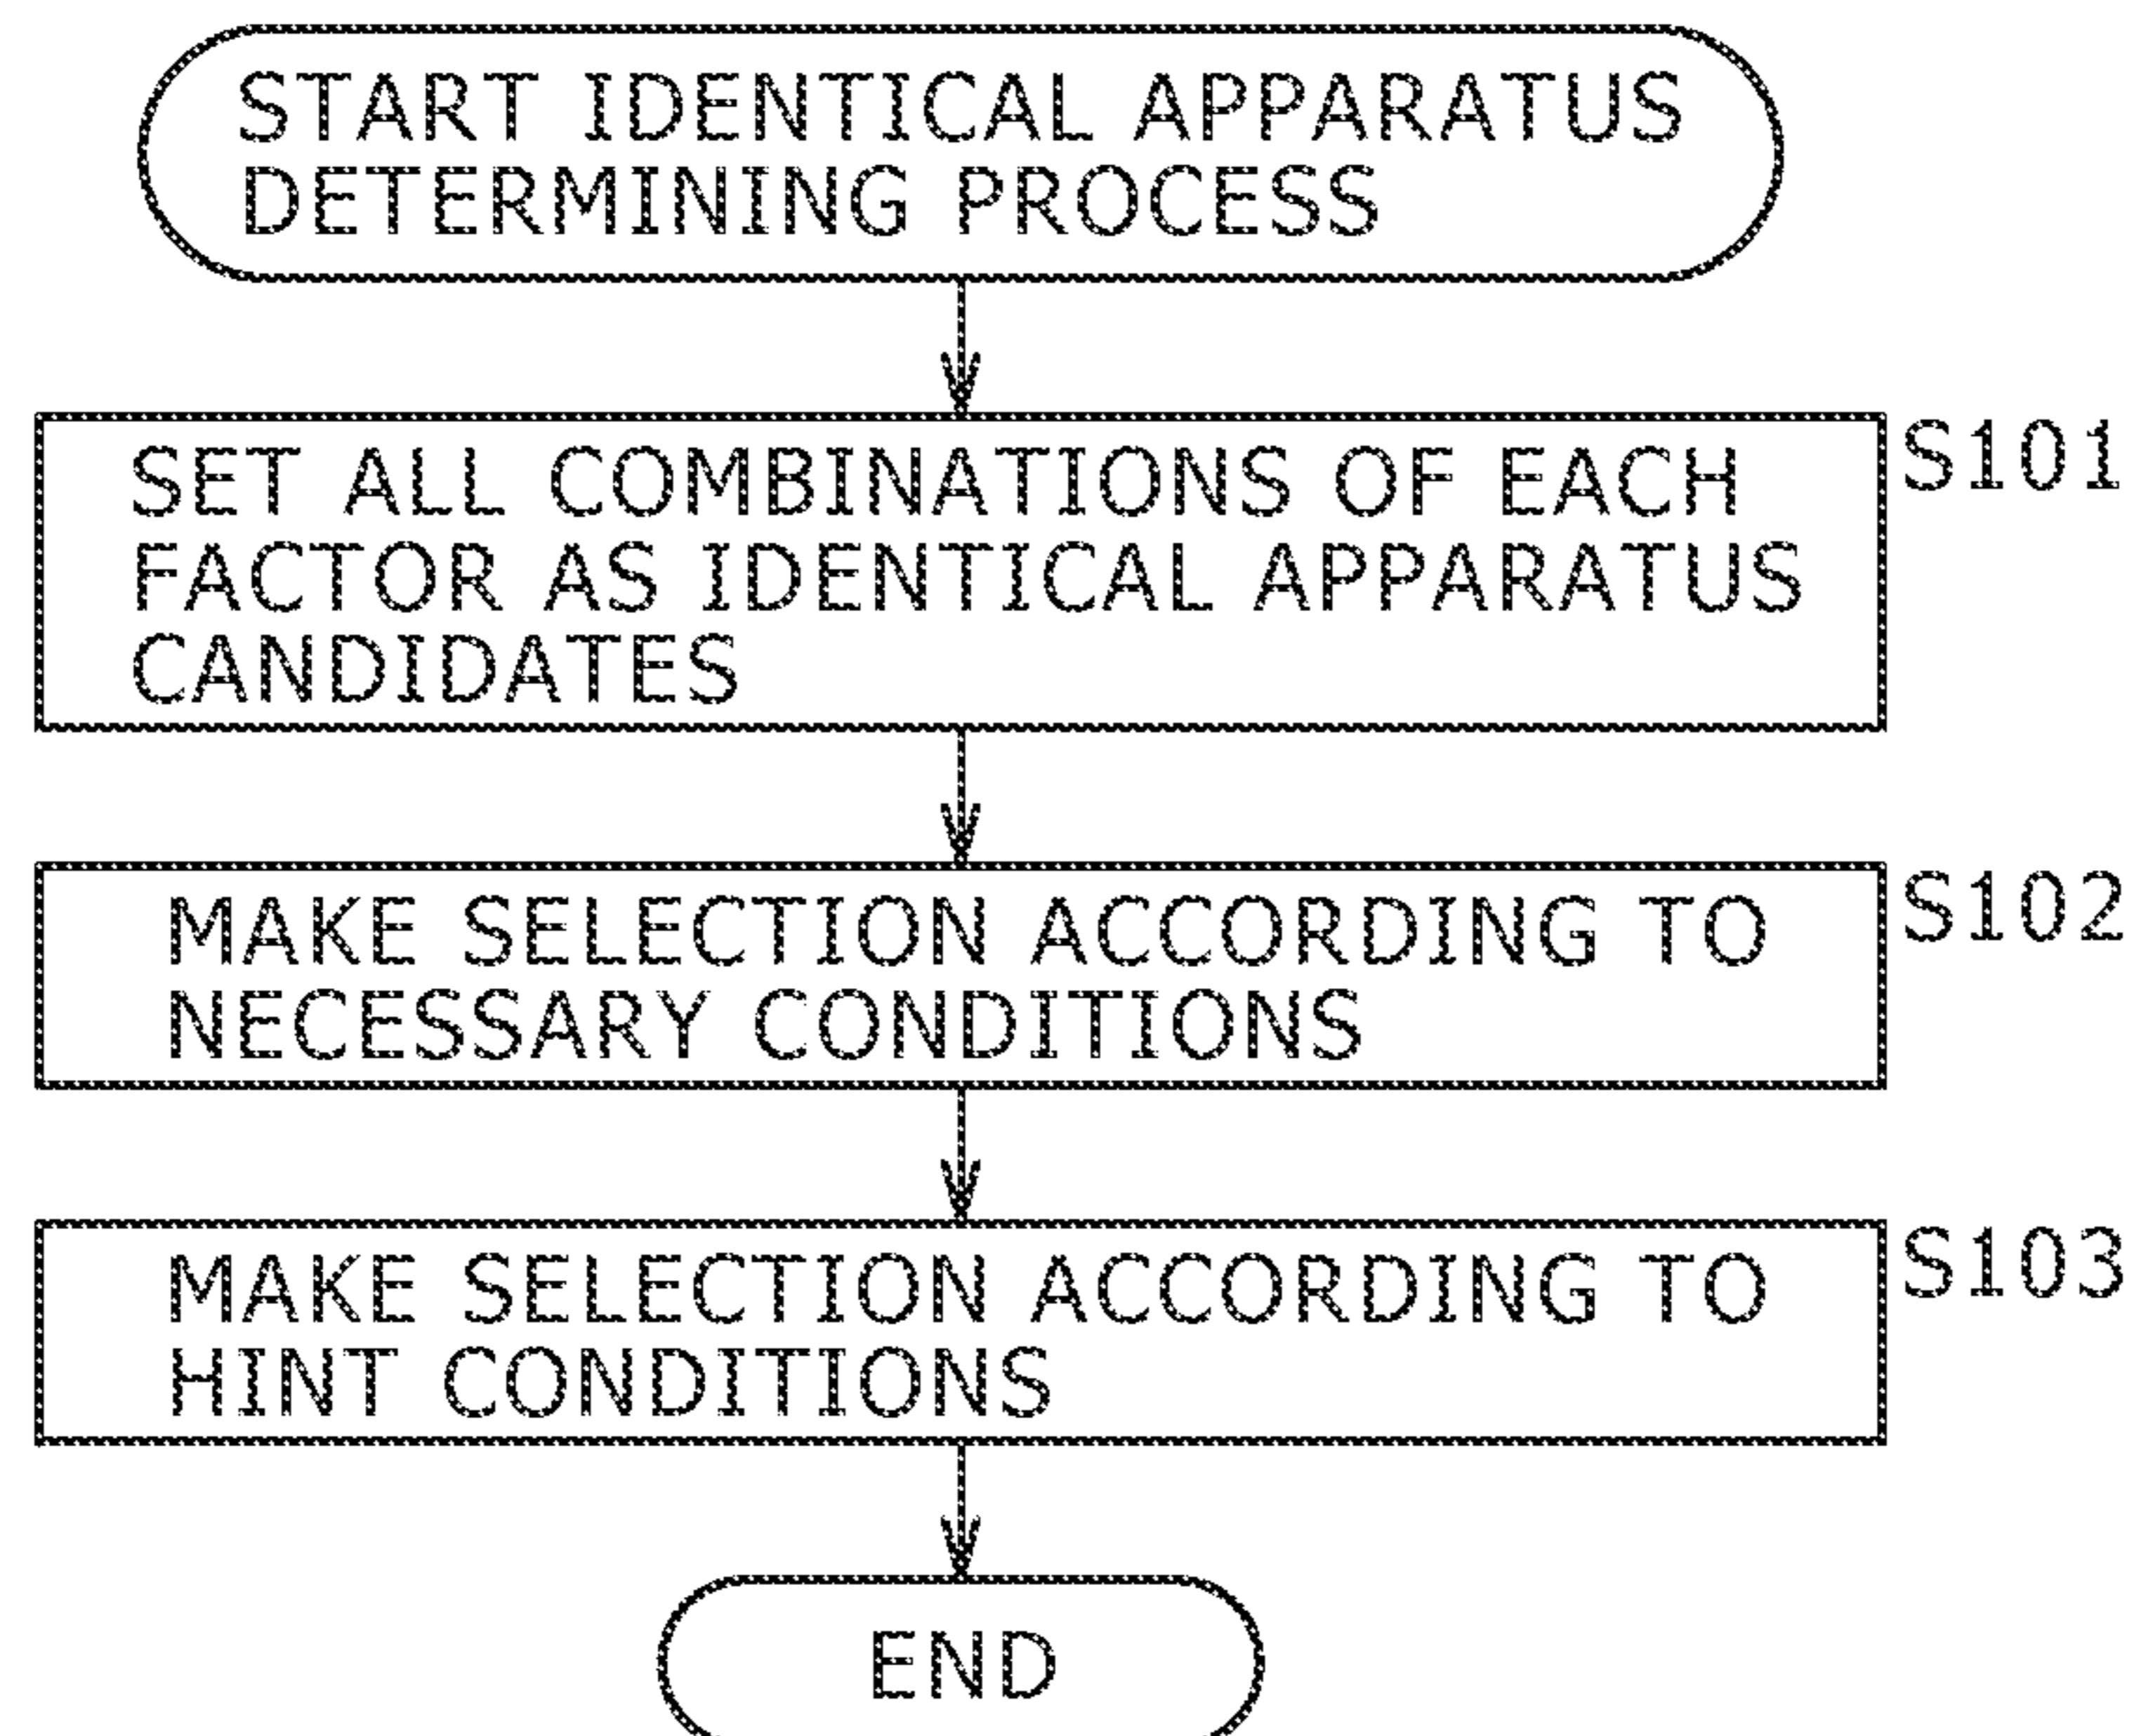 START IDENTICAL APPARATUS
DETERMINING PROCESS
SET ALL COMBINATIONS OF EACH
FACTOR AS IDENTICAL APPARATUS
CANDIDATES
S101
MAKE SELECTION ACCORDING TO
NECESSARY CONDITIONS
S102
MAKE SELECTION ACCORDING TO
HINT CONDITIONS
S103
END